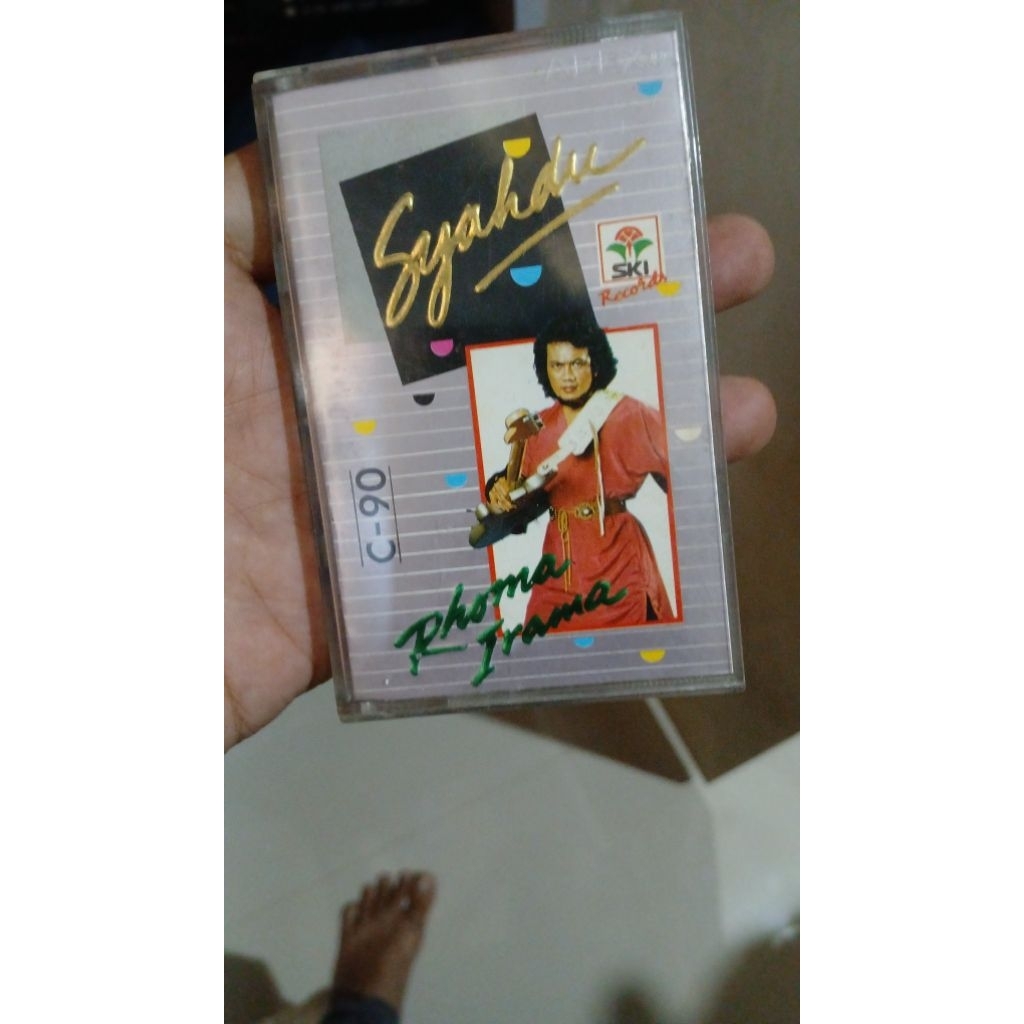 Syahdu
SKI
Records
C-90
Rhoma
Irama